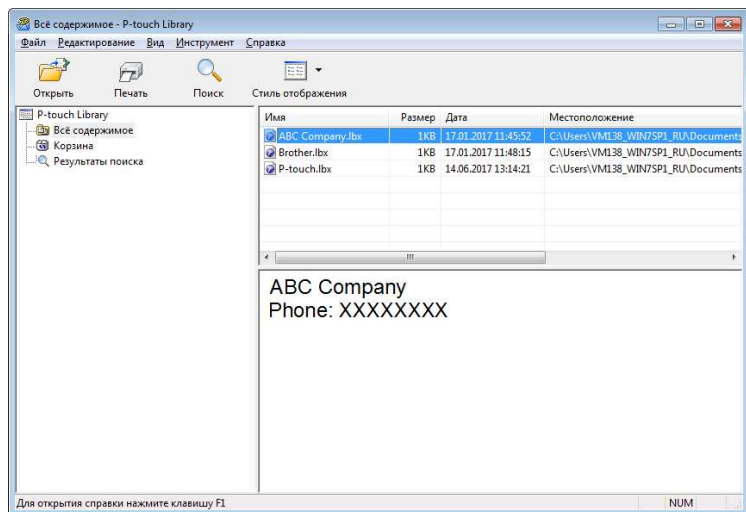 Всё содержимое - P-touch Library
Файл Редактирование Вид Инструмент Справка
Открыть Печать Поиск Стиль отображения
P-touch Library
Всё содержимое
Корзина
Результаты поиска
Имя Размер Дата Местоположение
ABC Company.lbx 1KB 17.01.2017 11:45:52 C:\Users\VM138_WIN7SP1_RU\Documents
Brother.lbx 1KB 17.01.2017 11:48:15 C:\Users\VM138_WIN7SP1_RU\Documents
P-touch.lbx 1KB 14.06.2017 13:14:21 C:\Users\VM138_WIN7SP1_RU\Documents
ABC Company
Phone: XXXXXXXX
Для открытия справки нажмите клавишу F1 NUM